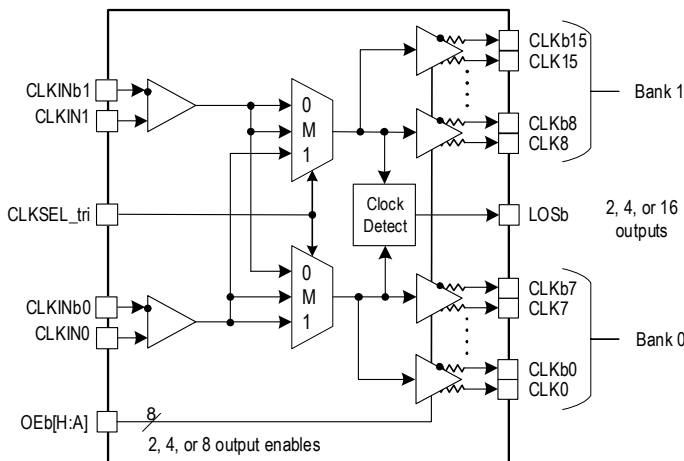 CLKINb1
CLKIN1
CLKSEL_tri
CLKINb0
CLKIN0
OEb[H:A]
8
2, 4, or 8 output enables
0
M
1
0
M
1
Clock
Detect
CLKb15
CLK15
CLKb8
CLK8
Bank 1
LOSb
2, 4, or 16
outputs
CLKb7
CLK7
CLKb0
CLK0
Bank 0